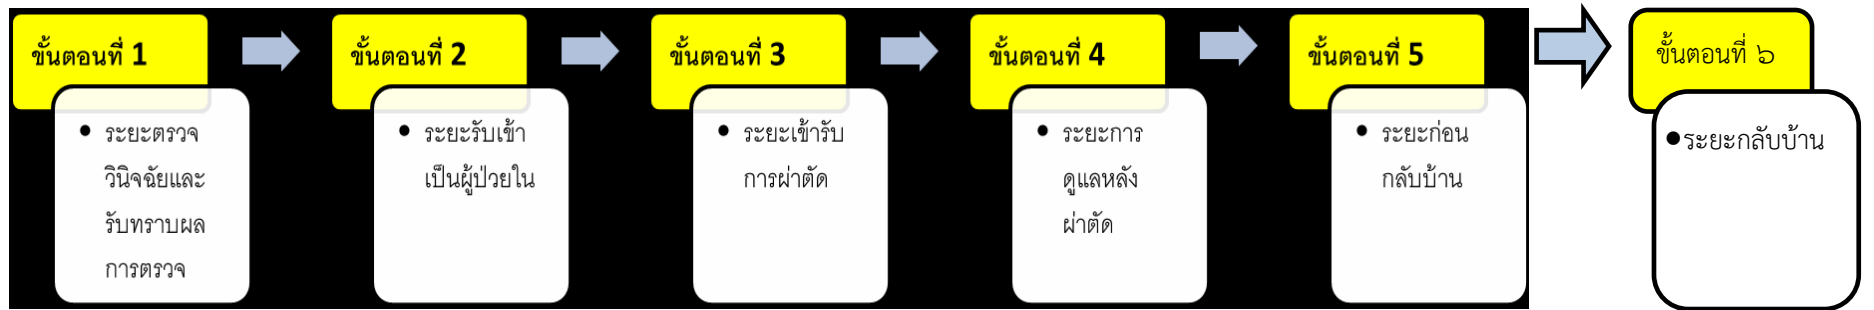 ขั้นตอนที่ 1
• ระยะตรวจ
วินิจฉัยและ
รับทราบผล
การตรวจ
ขั้นตอนที่ 2
• ระยะรับเข้า
เป็นผู้ป่วยใน
ขั้นตอนที่ 3
• ระยะเข้ารับ
การผ่าตัด
ขั้นตอนที่ 4
• ระยะการ
ดูแลหลัง
ผ่าตัด
ขั้นตอนที่ 5
• ระยะก่อน
กลับบ้าน
ขั้นตอนที่ ๖
•ระยะกลับบ้าน